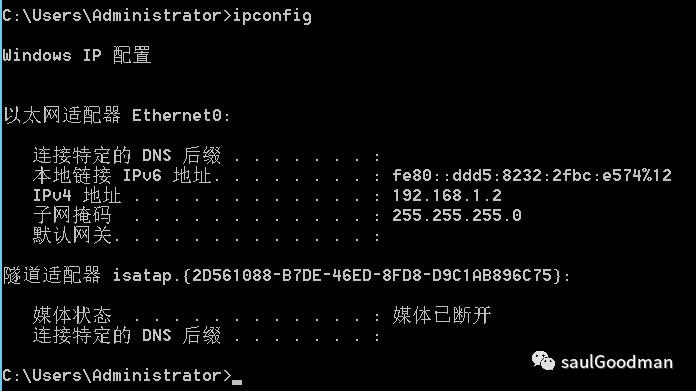 C:\Users\Administrator>ipconfig
Windows IP 配置
以太网适配器 Ethernet0:
连接特定的 DNS 后缀 . . . . . . . :
本地链接 IPv6 地址. . . . . . . . : fe80::ddd5:8232:2fbc:e574%12
IPv4 地址 . . . . . . . . . . . . : 192.168.1.2
子网掩码  . . . . . . . . . . . . : 255.255.255.0
默认网关. . . . . . . . . . . . . :
隧道适配器 isatap.{2D561088-B7DE-46ED-8FD8-D9C1AB896C75}:
媒体状态  . . . . . . . . . . . . : 媒体已断开
连接特定的 DNS 后缀 . . . . . . . :
C:\Users\Administrator>_
saulGoodman